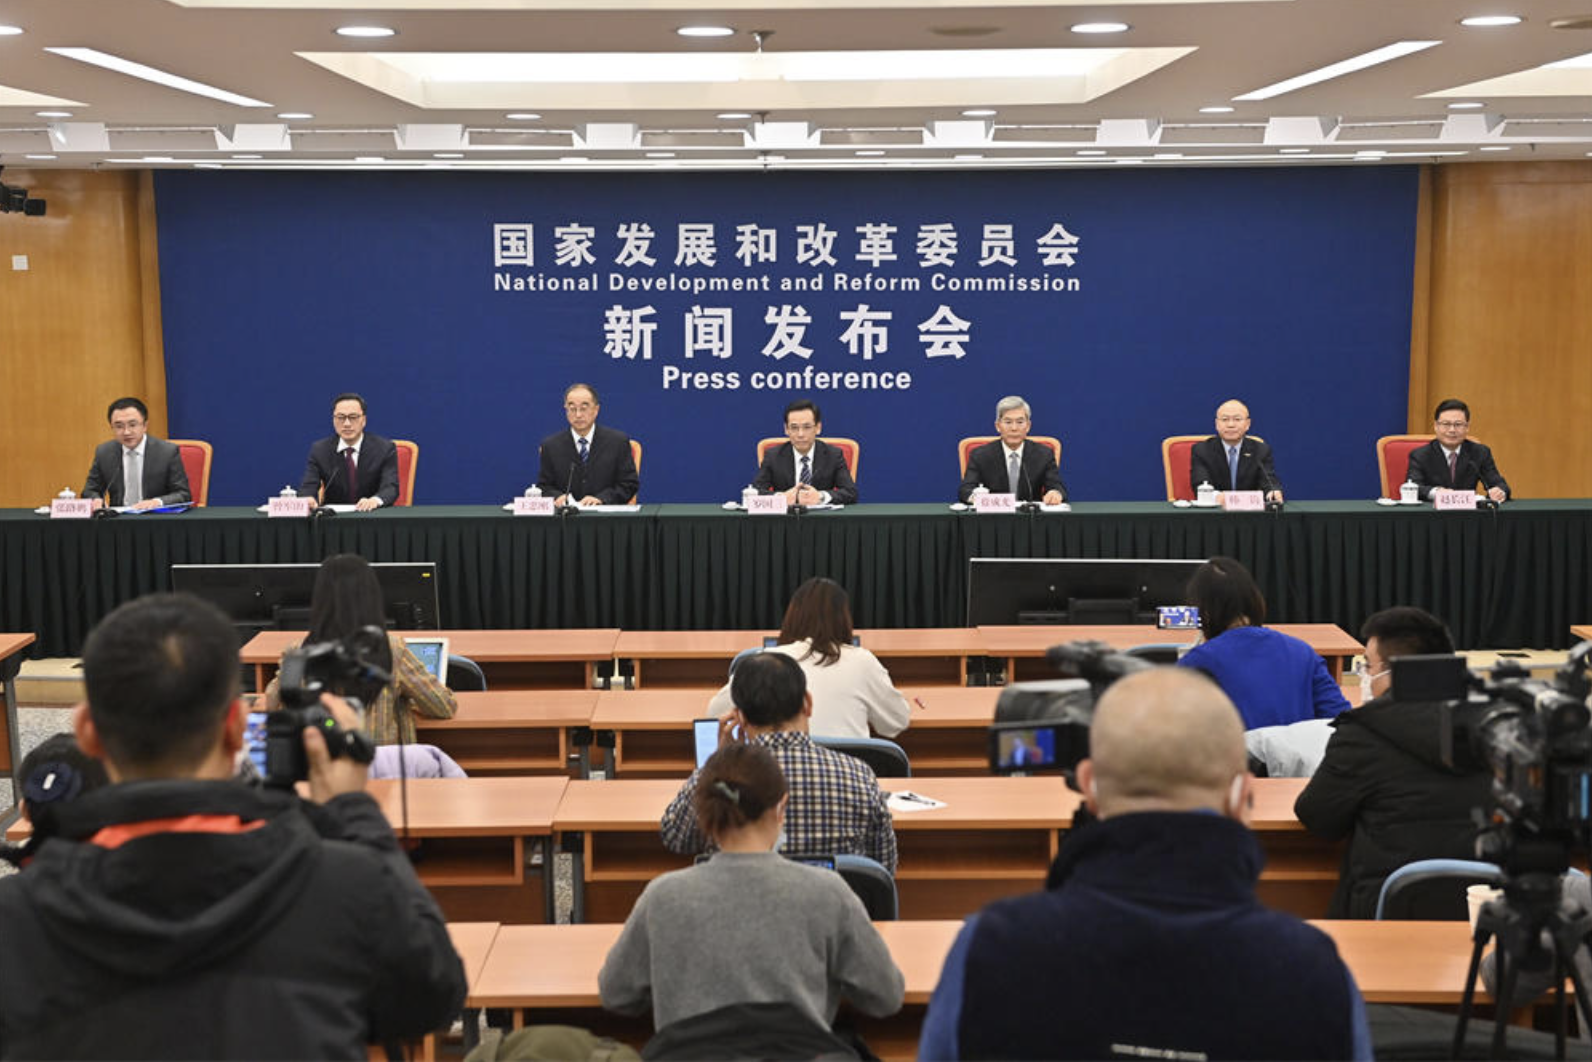 国家发展和改革委员会
National Development and Reform Commission
新闻发布会
Press conference